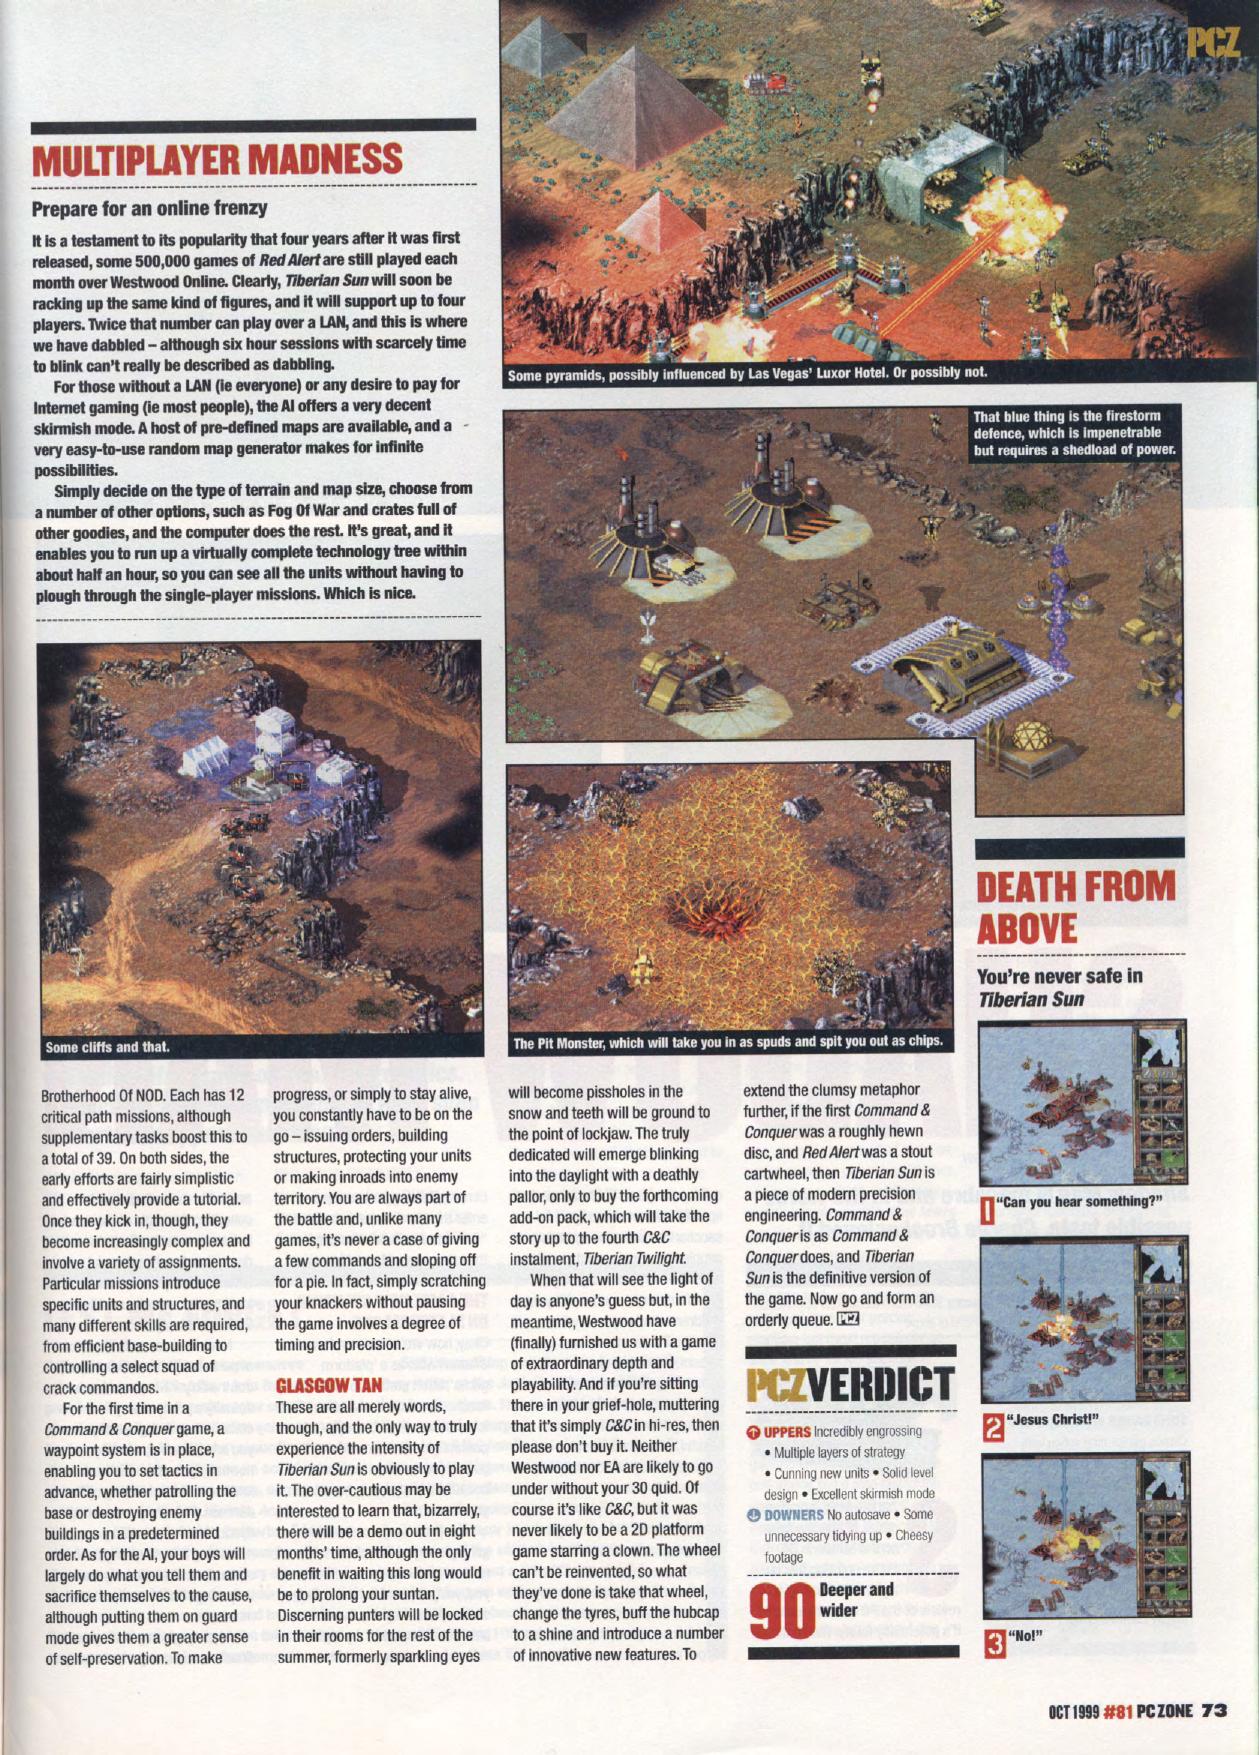 PCZ
MULTIPLAYER MADNESS
Prepare for an online frenzy
It is a testament to its popularity that four years after it was first
released, some 500,000 games of Red Alert are still played each
month over Westwood Online. Clearly, Tiberian Sun will soon be
racking up the same kind of figures, and it will support up to four
players. Twice that number can play over a LAN, and this is where
we have dabbled – although six hour sessions with scarcely time
to blink can't really be described as dabbling.
For those without a LAN (ie everyone) or any desire to pay for
Internet gaming (ie most people), the AI offers a very decent
skirmish mode. A host of pre-defined maps are available, and a
very easy-to-use random map generator makes for infinite
possibilities.
Simply decide on the type of terrain and map size, choose from
a number of other options, such as Fog Of War and crates full of
other goodies, and the computer does the rest. It's great, and it
enables you to run up a virtually complete technology tree within
about half an hour, so you can see all the units without having to
plough through the single-player missions. Which is nice.
Some pyramids, possibly influenced by Las Vegas' Luxor Hotel. Or possibly not.
That blue thing is the firestorm
defence, which is impenetrable
but requires a shedload of power.
Some cliffs and that.
The Pit Monster, which will take you in as spuds and spit you out as chips.
Brotherhood Of NOD. Each has 12
critical path missions, although
supplementary tasks boost this to
a total of 39. On both sides, the
early efforts are fairly simplistic
and effectively provide a tutorial.
Once they kick in, though, they
become increasingly complex and
involve a variety of assignments.
Particular missions introduce
specific units and structures, and
many different skills are required,
from efficient base-building to
controlling a select squad of
crack commandos.
For the first time in a
Command & Conquer game, a
waypoint system is in place,
enabling you to set tactics in
advance, whether patrolling the
base or destroying enemy
buildings in a predetermined
order. As for the AI, your boys will
largely do what you tell them and
sacrifice themselves to the cause,
although putting them on guard
mode gives them a greater sense
of self-preservation. To make
progress, or simply to stay alive,
you constantly have to be on the
go – issuing orders, building
structures, protecting your units
or making inroads into enemy
territory. You are always part of
the battle and, unlike many
games, it's never a case of giving
a few commands and sloping off
for a pie. In fact, simply scratching
your knackers without pausing
the game involves a degree of
timing and precision.
GLASGOW TAN
These are all merely words,
though, and the only way to truly
experience the intensity of
Tiberian Sun is obviously to play
it. The over-cautious may be
interested to learn that, bizarrely,
there will be a demo out in eight
months' time, although the only
benefit in waiting this long would
be to prolong your suntan.
Discerning punters will be locked
in their rooms for the rest of the
summer, formerly sparkling eyes
will become pissholes in the
snow and teeth will be ground to
the point of lockjaw. The truly
dedicated will emerge blinking
into the daylight with a deathly
pallor, only to buy the forthcoming
add-on pack, which will take the
story up to the fourth C&C
instalment, Tiberian Twilight.
When that will see the light of
day is anyone's guess but, in the
meantime, Westwood have
(finally) furnished us with a game
of extraordinary depth and
playability. And if you're sitting
there in your grief-hole, muttering
that it's simply C&C in hi-res, then
please don't buy it. Neither
Westwood nor EA are likely to go
under without your 30 quid. Of
course it's like C&C, but it was
never likely to be a 2D platform
game starring a clown. The wheel
can't be reinvented, so what
they've done is take that wheel,
change the tyres, buff the hubcap
to a shine and introduce a number
of innovative new features. To
extend the clumsy metaphor
further, if the first Command &
Conquer was a roughly hewn
disc, and Red Alert was a stout
cartwheel, then Tiberian Sun is
a piece of modern precision
engineering. Command &
Conquer is as Command &
Conquer does, and Tiberian
Sun is the definitive version of
the game. Now go and form an
orderly queue. PCZ
PCZVERDICT
UPPERS Incredibly engrossing
• Multiple layers of strategy
• Cunning new units • Solid level
design • Excellent skirmish mode
DOWNERS No autosave • Some
unnecessary tidying up • Cheesy
footage
90 Deeper and
wider
DEATH FROM
ABOVE
You're never safe in
Tiberian Sun
1 "Can you hear something?"
2 "Jesus Christ!"
3 "No!"
OCT 1999 #81 PC ZONE 73